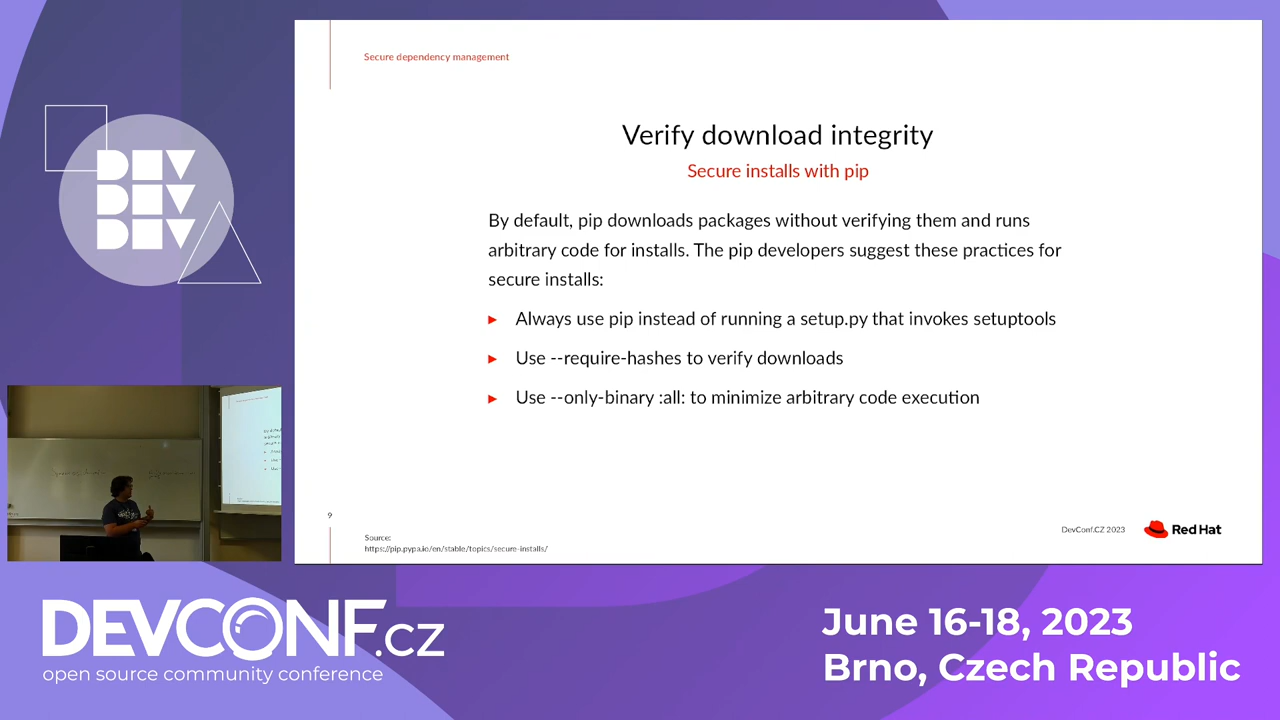 Secure dependency management
Verify download integrity
Secure installs with pip
By default, pip downloads packages without verifying them and runs
arbitrary code for installs. The pip developers suggest these practices for
secure installs:
Always use pip instead of running a setup.py that invokes setuptools
Use --require-hashes to verify downloads
Use --only-binary :all: to minimize arbitrary code execution
9
Source:
https://pip.pypa.io/en/stable/topics/secure-installs/
DevConf.CZ 2023
Red Hat
DEV
DEV
DEV
DEVCONF.cz
open source community conference
June 16-18, 2023
Brno, Czech Republic